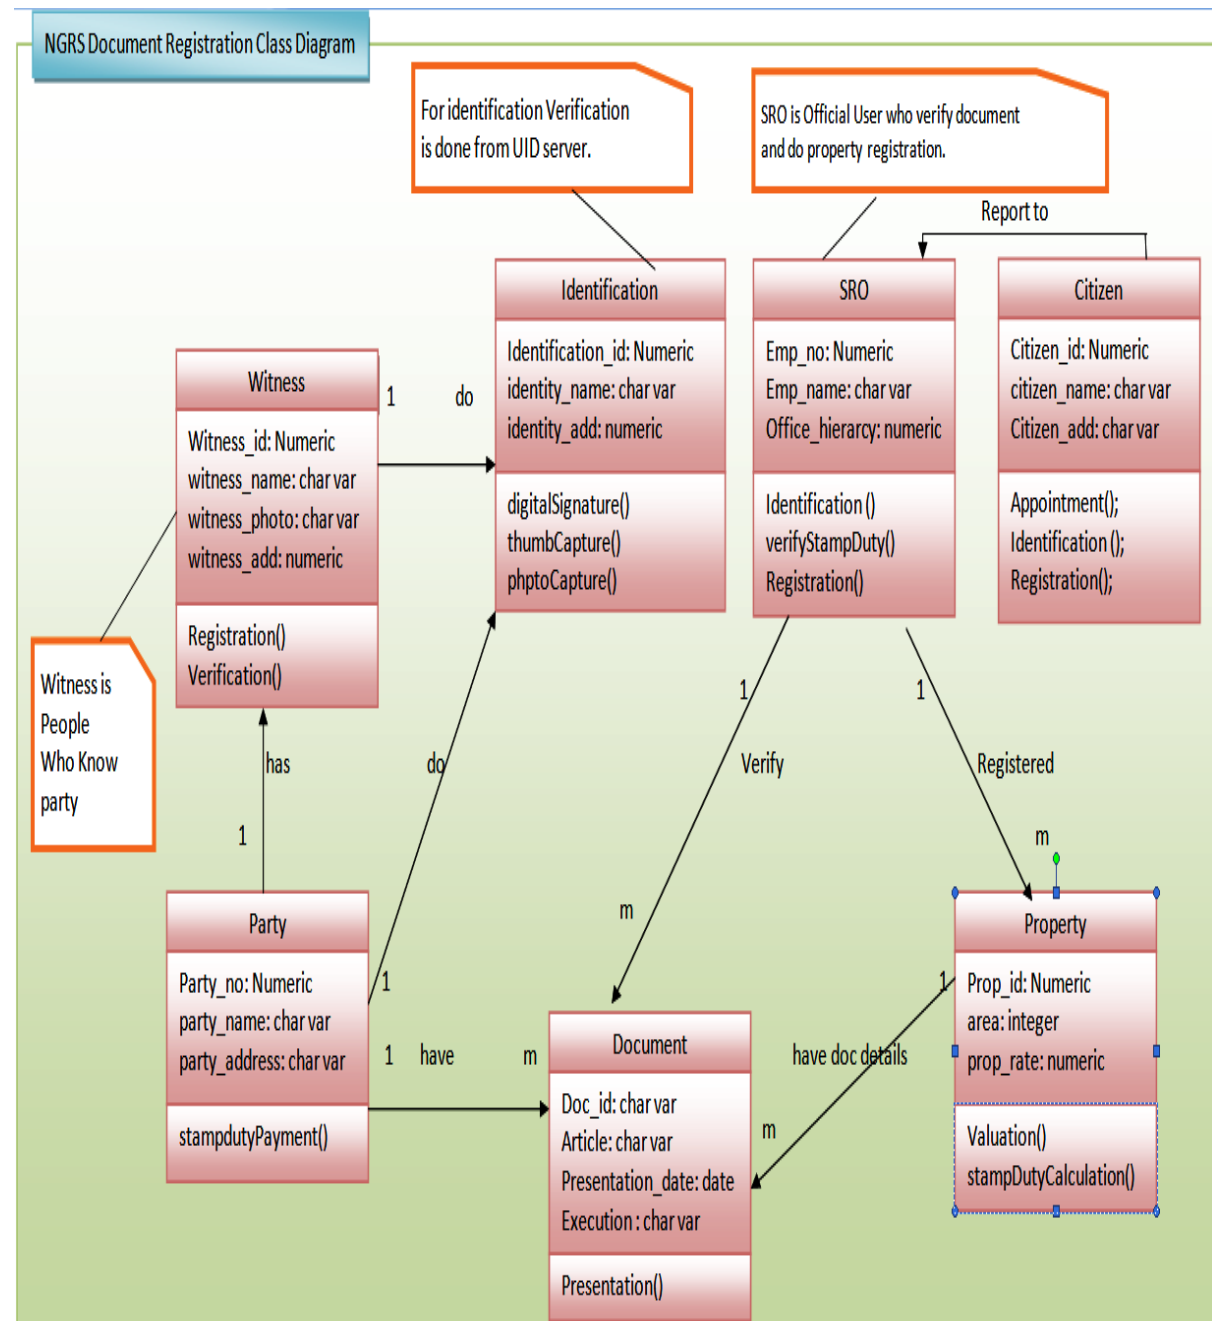 NGRS Document Registration Class Diagram
For identification Verification
is done from UID server.
SRO is Official User who verify document
and do property registration.
Report to
Identification
Identification_id: Numeric
identity_name: char var
identity_add: numeric
digitalSignature()
thumbCapture()
phptoCapture()
SRO
Emp_no: Numeric
Emp_name: char var
Office_hierarcy: numeric
Identification ()
verifyStampDuty()
Registration()
Citizen
Citizen_id: Numeric
citizen_name: char var
Citizen_add: char var
Appointment();
Identification ();
Registration();
Witness
Witness_id: Numeric
witness_name: char var
witness_photo: char var
witness_add: numeric
Registration()
Verification()
1 do
Witness is
People
Who Know
party
has
1
do
1
1
Verify
m
1
Registered
m
Party
Party_no: Numeric
party_name: char var
party_address: char var
stampdutyPayment()
1 have m
Document
Doc_id: char var
Article: char var
Presentation_date: date
Execution : char var
Presentation()
1
have doc details
m
Property
Prop_id: Numeric
area: integer
prop_rate: numeric
Valuation()
stampDutyCalculation()